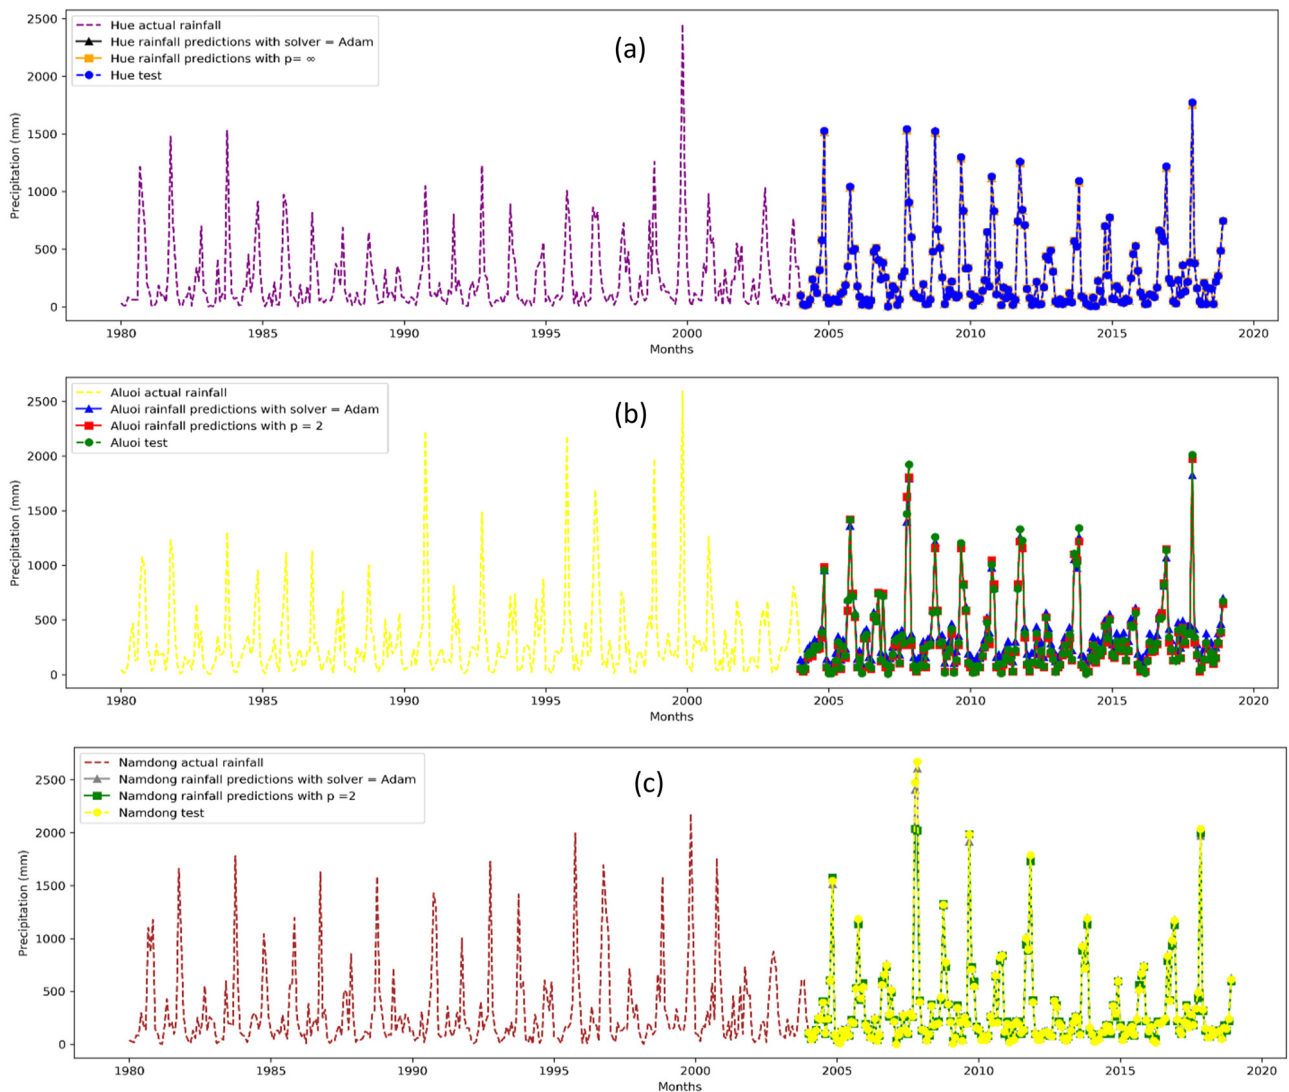 Hue actual rainfall
Hue rainfall predictions with solver = Adam
Hue rainfall predictions with p= ∞
Hue test
(a)
Precipitation (mm)
2500
2000
1500
1000
500
0
1980 1985 1990 1995 2000 2005 2010 2015 2020
Months
Aluoi actual rainfall
Aluoi rainfall predictions with solver = Adam
Aluoi rainfall predictions with p = 2
Aluoi test
(b)
Precipitation (mm)
2500
2000
1500
1000
500
0
1980 1985 1990 1995 2000 2005 2010 2015 2020
Months
Namdong actual rainfall
Namdong rainfall predictions with solver = Adam
Namdong rainfall predictions with p =2
Namdong test
(c)
Precipitation (mm)
2500
2000
1500
1000
500
0
1980 1985 1990 1995 2000 2005 2010 2015 2020
Months